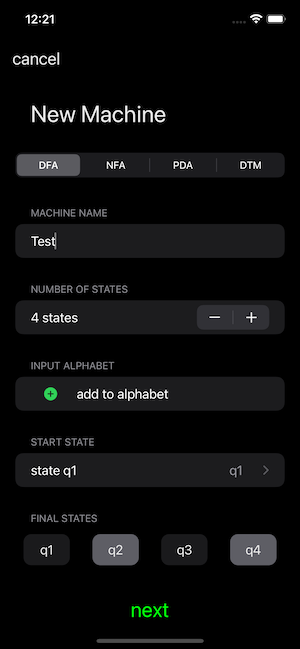 12:21
cancel
New Machine
DFA NFA PDA DTM
MACHINE NAME
Test
NUMBER OF STATES
4 states
INPUT ALPHABET
add to alphabet
START STATE
state q1 q1
FINAL STATES
q1 q2 q3 q4
next